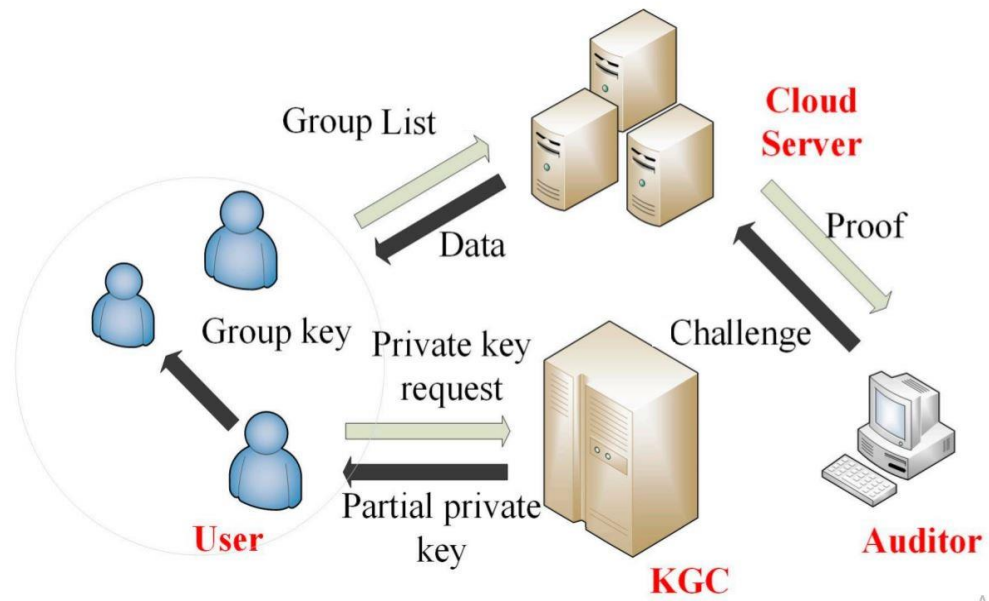 Group List
Data
Cloud
Server
Proof
Challenge
Group key
Private key
request
Partial private
key
User
KGC
Auditor